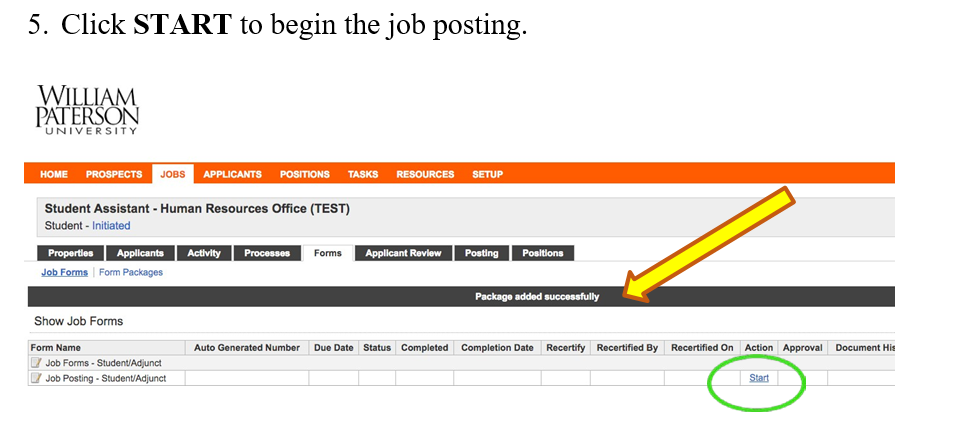 5. Click START to begin the job posting.
WILLIAM
PATERSON
UNIVERSITY
HOME PROSPECTS JOBS APPLICANTS POSITIONS TASKS RESOURCES SETUP
Student Assistant - Human Resources Office (TEST)
Student - Initiated
Properties Applicants Activity Processes Forms Applicant Review Posting Positions
Job Forms | Form Packages
Package added successfully
Show Job Forms
Form Name Auto Generated Number Due Date Status Completed Completion Date Recertify Recertified By Recertified On Action Approval Document His
Job Forms - Student/Adjunct
Job Posting - Student/Adjunct Start